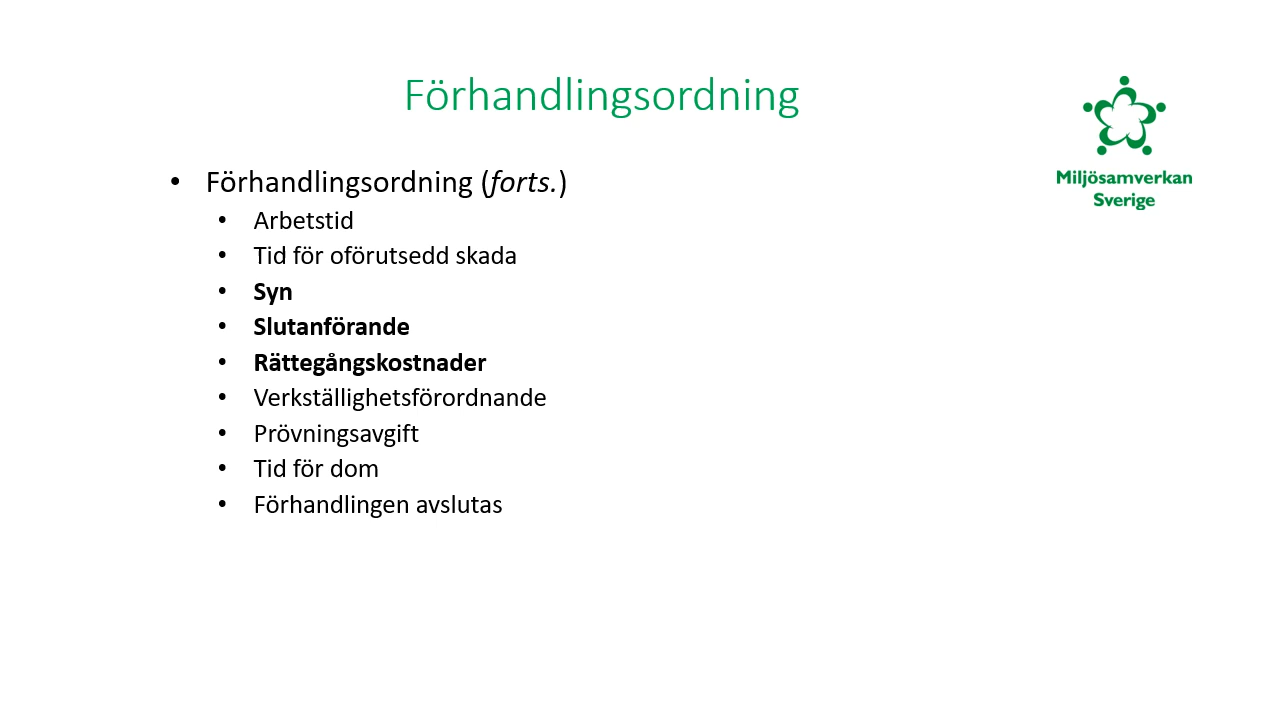 Förhandlingsordning
Miljösamverkan
Sverige
• Förhandlingsordning (forts.)
• Arbetstid
• Tid för oförutsedd skada
• Syn
• Slutanförande
• Rättegångskostnader
• Verkställighetsförordnande
• Prövningsavgift
• Tid för dom
• Förhandlingen avslutas